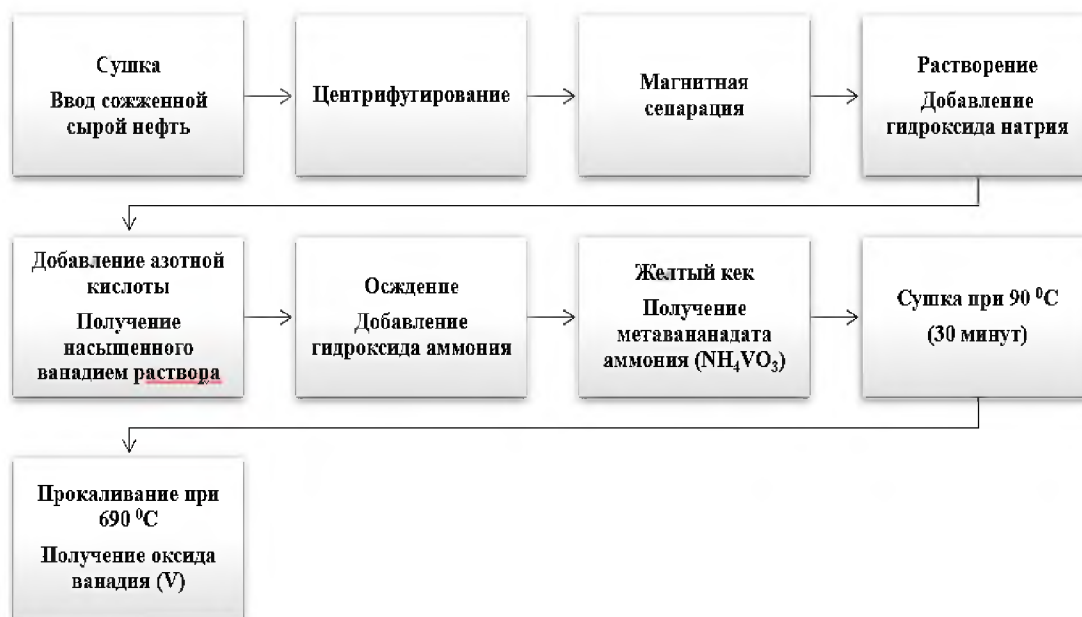 Сушка
Ввод сожженной
сырой нефть
Центрифугирование
Магнитная
сепарация
Растворение
Добавление
гидроксида натрия
Добавление азотной
кислоты
Получение
насыщенного
ванадием раствора
Осждение
Добавление
гидроксида аммония
Желтый кек
Получение
метавананадата
аммония (NH₄VO₃)
Сушка при 90 ⁰C
(30 минут)
Прокаливание при
690 ⁰C
Получение оксида
ванадия (V)